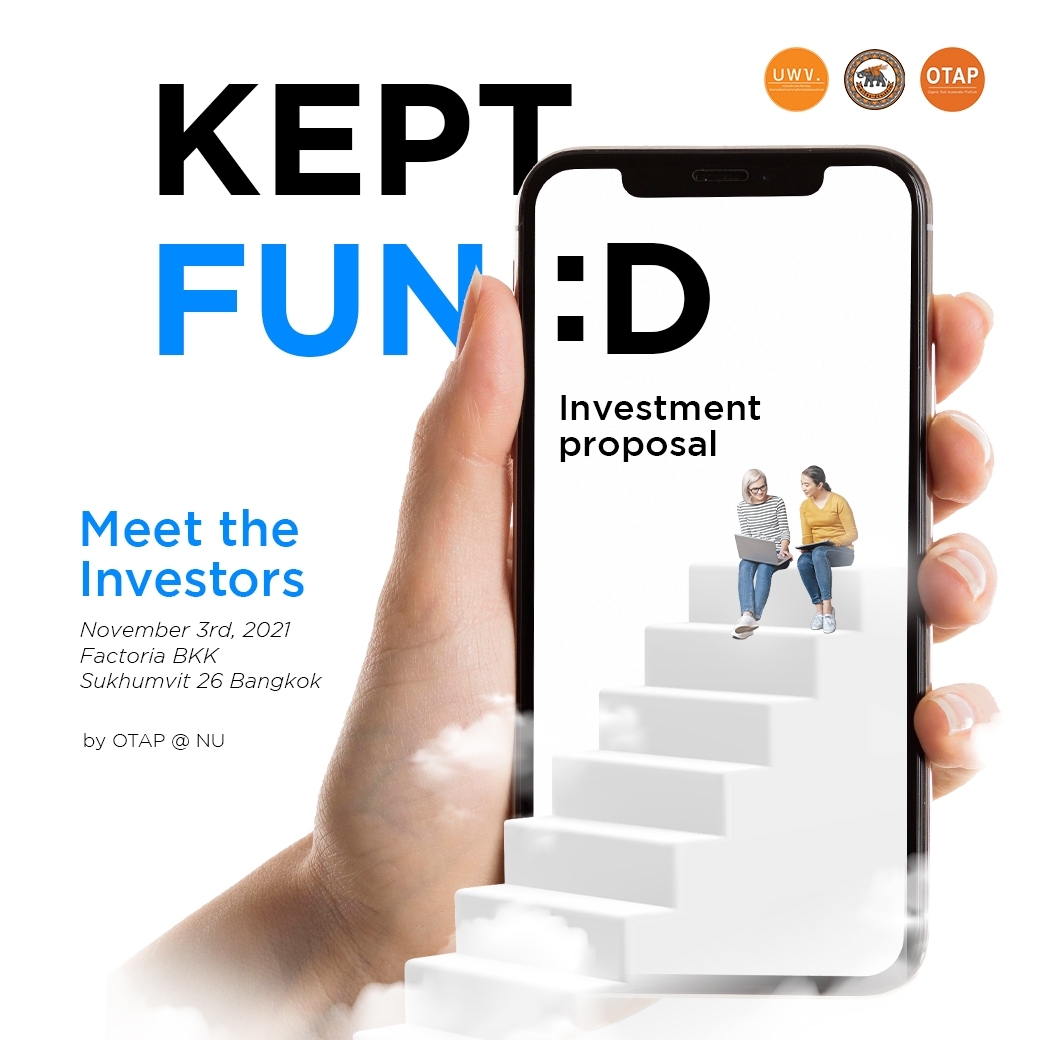 KEPT
FUN :D
Investment
proposal
Meet the
Investors
November 3rd, 2021
Factoria BKK
Sukhumvit 26 Bangkok
by OTAP @ NU
UWV.
OTAP